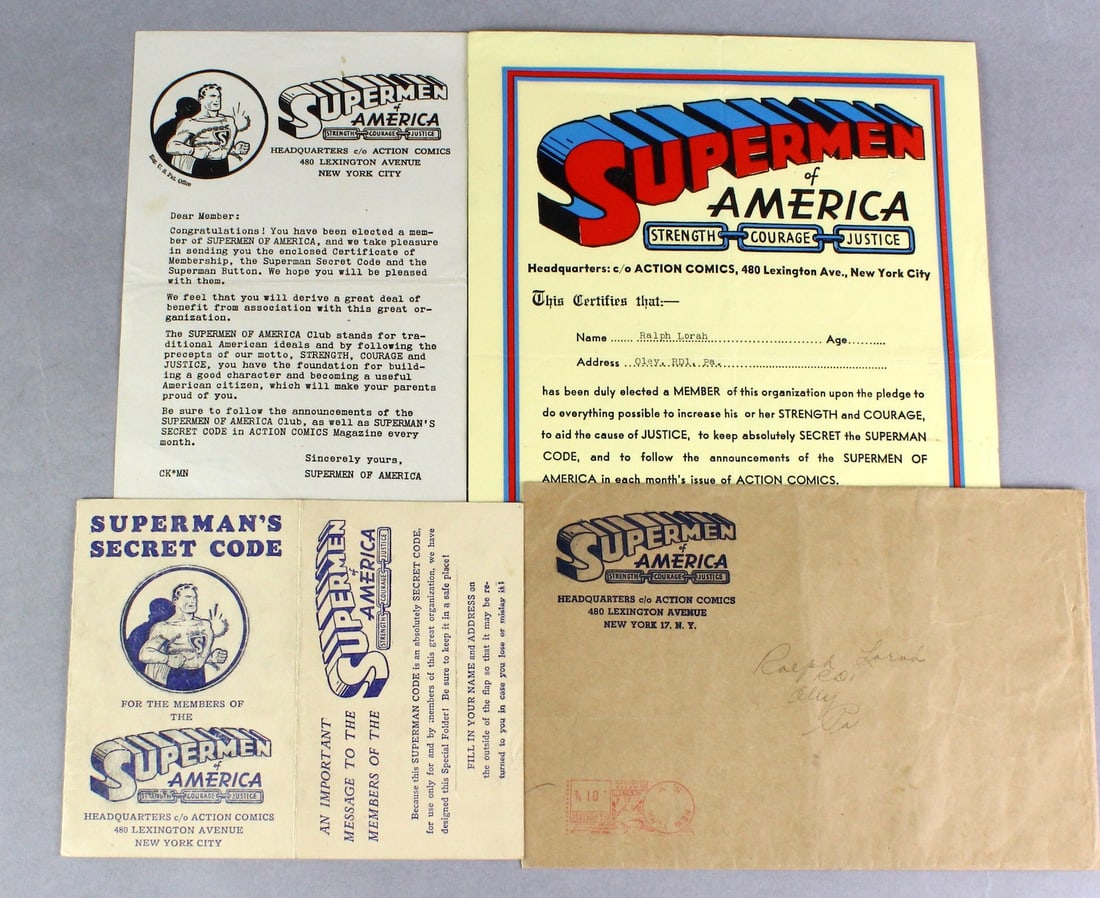 SUPERMEN
of
AMERICA
STRENGTH COURAGE JUSTICE
Reg. U. S. Pat. Office
HEADQUARTERS c/o ACTION COMICS
480 LEXINGTON AVENUE
NEW YORK CITY
Dear Member:
Congratulations! You have been elected a mem-
ber of SUPERMEN OF AMERICA, and we take pleasure
in sending you the enclosed Certificate of
Membership, the Superman Secret Code and the
Superman Button. We hope you will be pleased
with them.
We feel that you will derive a great deal of
benefit from association with this great or-
ganization.
The SUPERMEN OF AMERICA Club stands for tra-
ditional American ideals and by following the
precepts of our motto, STRENGTH, COURAGE and
JUSTICE, you have the foundation for build-
ing a good character and becoming a useful
American citizen, which will make your parents
proud of you.
Be sure to follow the announcements of the
SUPERMEN OF AMERICA Club, as well as SUPERMAN'S
SECRET CODE in ACTION COMICS Magazine every
month.
Sincerely yours,
CK*MN SUPERMEN OF AMERICA
SUPERMEN
of
AMERICA
STRENGTH COURAGE JUSTICE
Headquarters: c/o ACTION COMICS, 480 Lexington Ave., New York City
This Certifies that:—
Name ...... Ralph Lorah ...... Age.........
Address ..Oley, RD1, Pa. ......
has been duly elected a MEMBER of this organization upon the pledge to
do everything possible to increase his or her STRENGTH and COURAGE,
to aid the cause of JUSTICE, to keep absolutely SECRET the SUPERMAN
CODE, and to follow the announcements of the SUPERMEN OF
AMERICA in each month's issue of ACTION COMICS.
SUPERMAN'S
SECRET CODE
FOR THE MEMBERS OF
THE
SUPERMEN
of
AMERICA
STRENGTH COURAGE JUSTICE
HEADQUARTERS c/o ACTION COMICS
480 LEXINGTON AVENUE
NEW YORK CITY
AN IMPORTANT
MESSAGE TO THE
MEMBERS OF THE
SUPERMEN
of
AMERICA
STRENGTH COURAGE JUSTICE
Because this SUPERMAN CODE is an absolutely SECRET CODE,
for use only for and by members of this great organization, we have
designed this Special Folder! Be sure to keep it in a safe place!
FILL IN YOUR NAME and ADDRESS on
the outside of the flap so that it may be re-
turned to you in case you lose or mislay it!
SUPERMEN
of
AMERICA
STRENGTH COURAGE JUSTICE
HEADQUARTERS c/o ACTION COMICS
480 LEXINGTON AVENUE
NEW YORK 17, N. Y.
Ralph Lorah
RD1
Oley
Pa